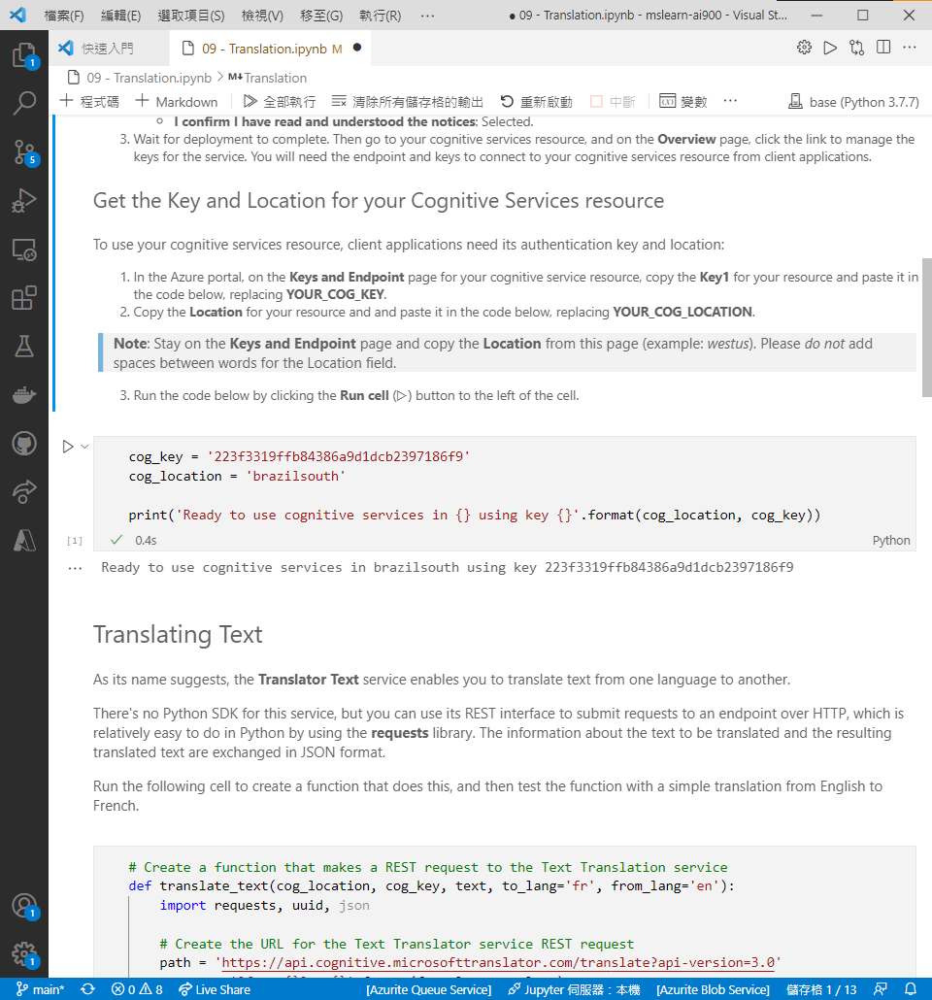 檔案(F) 編輯(E) 選取項目(S) 檢視(V) 移至(G) 執行(R) ··· ● 09 - Translation.ipynb - mslearn-ai900 - Visual St...
快速入門 09 - Translation.ipynb M ●
09 - Translation.ipynb > M↓Translation
+ 程式碼 + Markdown 全部執行 清除所有儲存格的輸出 重新啟動 中斷 變數 ··· base (Python 3.7.7)
I confirm I have read and understood the notices: Selected.
3. Wait for deployment to complete. Then go to your cognitive services resource, and on the Overview page, click the link to manage the
keys for the service. You will need the endpoint and keys to connect to your cognitive services resource from client applications.
Get the Key and Location for your Cognitive Services resource
To use your cognitive services resource, client applications need its authentication key and location:
1. In the Azure portal, on the Keys and Endpoint page for your cognitive service resource, copy the Key1 for your resource and paste it in
the code below, replacing YOUR_COG_KEY.
2. Copy the Location for your resource and and paste it in the code below, replacing YOUR_COG_LOCATION.
Note: Stay on the Keys and Endpoint page and copy the Location from this page (example: westus). Please do not add
spaces between words for the Location field.
3. Run the code below by clicking the Run cell (▷) button to the left of the cell.
cog_key = '223f3319ffb84386a9d1dcb2397186f9'
cog_location = 'brazilsouth'
print('Ready to use cognitive services in {} using key {}'.format(cog_location, cog_key))
[1] ✓ 0.4s Python
··· Ready to use cognitive services in brazilsouth using key 223f3319ffb84386a9d1dcb2397186f9
Translating Text
As its name suggests, the Translator Text service enables you to translate text from one language to another.
There's no Python SDK for this service, but you can use its REST interface to submit requests to an endpoint over HTTP, which is
relatively easy to do in Python by using the requests library. The information about the text to be translated and the resulting
translated text are exchanged in JSON format.
Run the following cell to create a function that does this, and then test the function with a simple translation from English to
French.
# Create a function that makes a REST request to the Text Translation service
def translate_text(cog_location, cog_key, text, to_lang='fr', from_lang='en'):
import requests, uuid, json
# Create the URL for the Text Translator service REST request
path = 'https://api.cognitive.microsofttranslator.com/translate?api-version=3.0'
1
5
1
1
main* 0 8 Live Share [Azurite Queue Service] Jupyter 伺服器：本機 [Azurite Blob Service] 儲存格 1 / 13